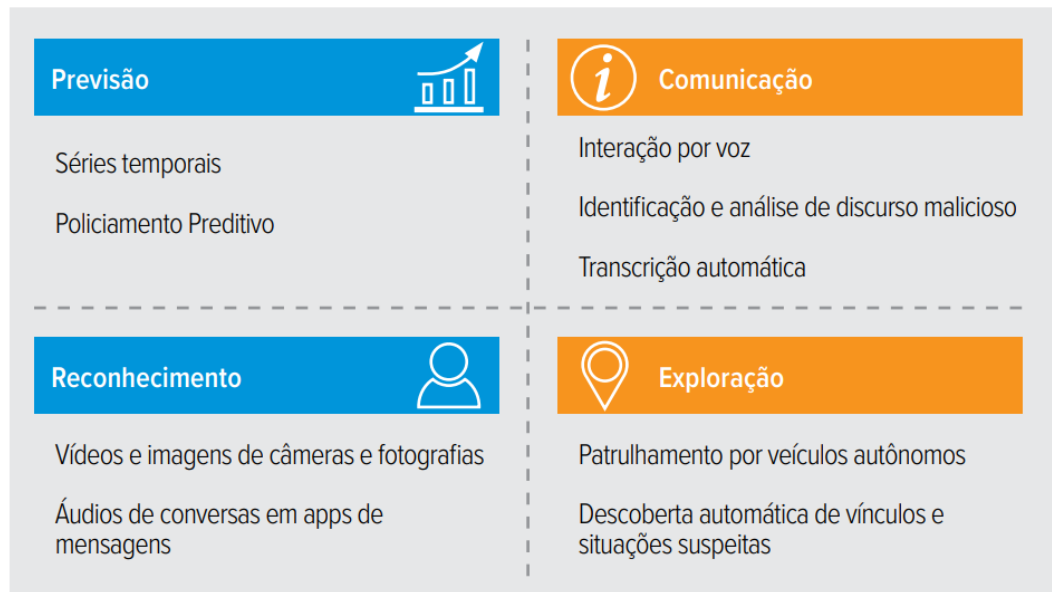 Previsão
Séries temporais
Policiamento Preditivo
Comunicação
Interação por voz
Identificação e análise de discurso malicioso
Transcrição automática
Reconhecimento
Vídeos e imagens de câmeras e fotografias
Áudios de conversas em apps de
mensagens
Exploração
Patrulhamento por veículos autônomos
Descoberta automática de vínculos e
situações suspeitas